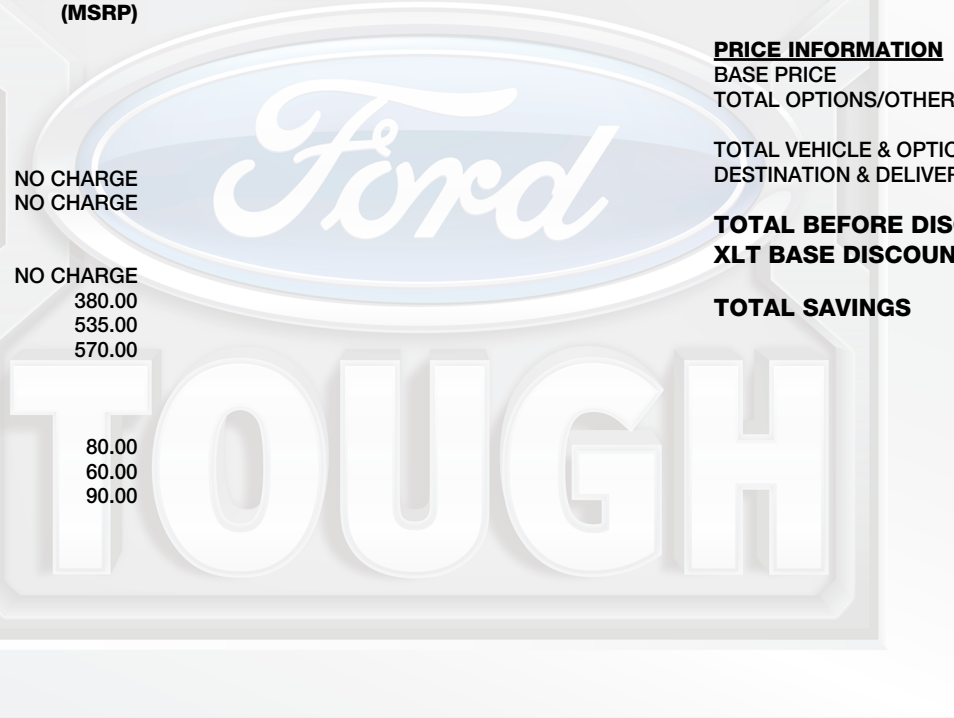 (MSRP)
NO CHARGE
NO CHARGE
NO CHARGE
380.00
535.00
570.00
80.00
60.00
90.00
PRICE INFORMATION
BASE PRICE
TOTAL OPTIONS/OTHER
TOTAL VEHICLE & OPTIO
DESTINATION & DELIVER
TOTAL BEFORE DISC
XLT BASE DISCOUN
TOTAL SAVINGS
Ford
TOUGH